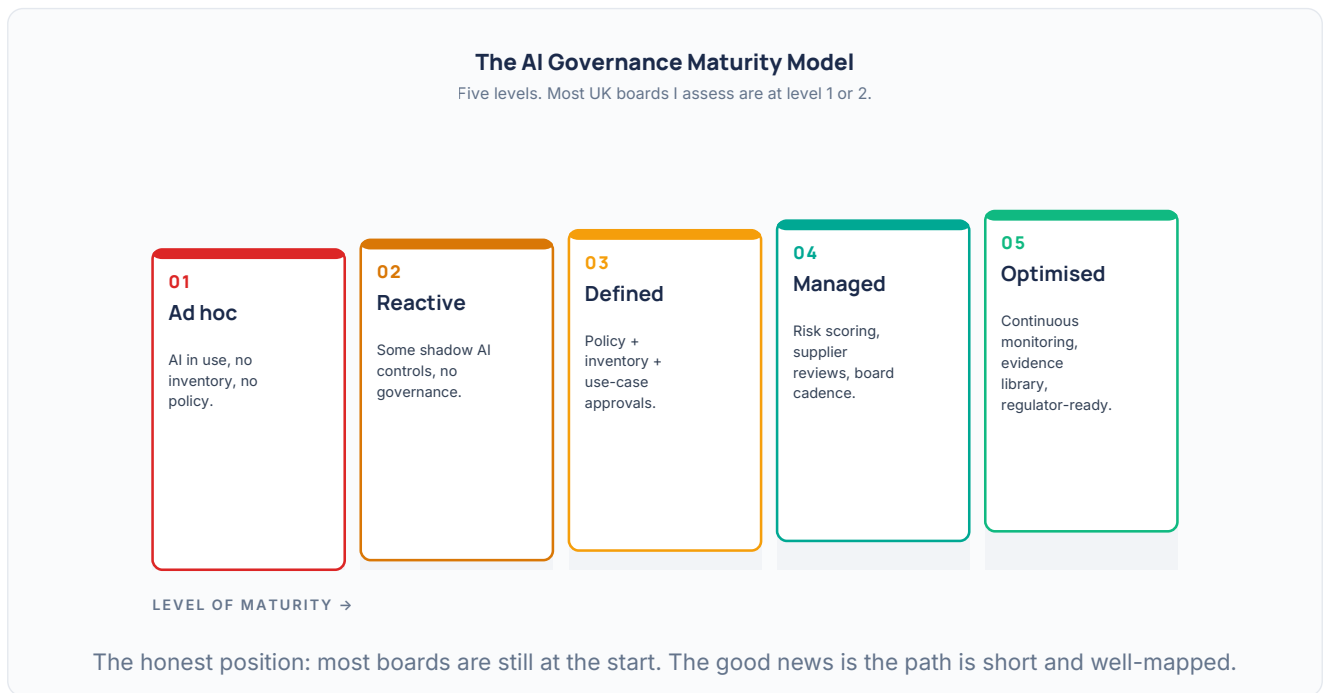 The AI Governance Maturity Model
Five levels. Most UK boards I assess are at level 1 or 2.
01
Ad hoc
AI in use, no
inventory, no
policy.
02
Reactive
Some shadow AI
controls, no
governance.
03
Defined
Policy +
inventory +
use-case
approvals.
04
Managed
Risk scoring,
supplier
reviews, board
cadence.
05
Optimised
Continuous
monitoring,
evidence
library,
regulator-ready.
LEVEL OF MATURITY →
The honest position: most boards are still at the start. The good news is the path is short and well-mapped.